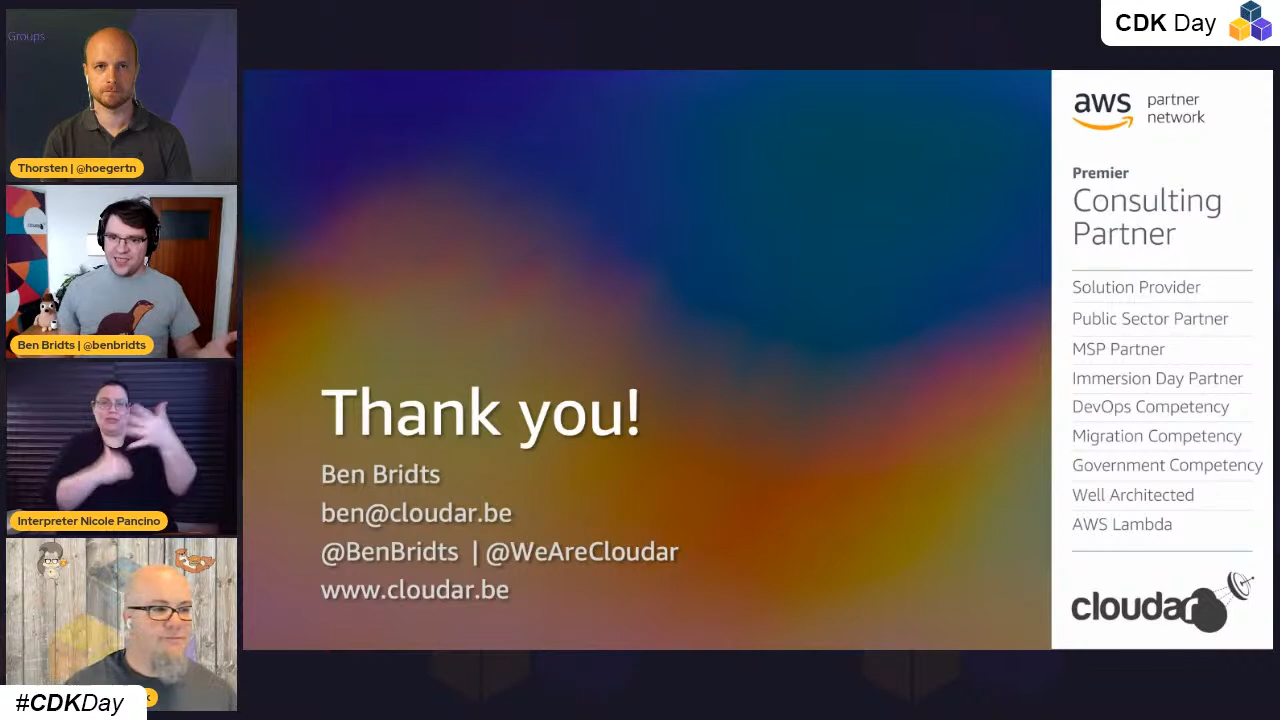 CDK Day
Groups
Thorsten | @hoegertn
Ben Bridts | @benbridts
Interpreter Nicole Pancino
#CDKDay
Thank you!
Ben Bridts
ben@cloudar.be
@BenBridts | @WeAreCloudar
www.cloudar.be
aws partner
network
Premier
Consulting
Partner
Solution Provider
Public Sector Partner
MSP Partner
Immersion Day Partner
DevOps Competency
Migration Competency
Government Competency
Well Architected
AWS Lambda
cloudar